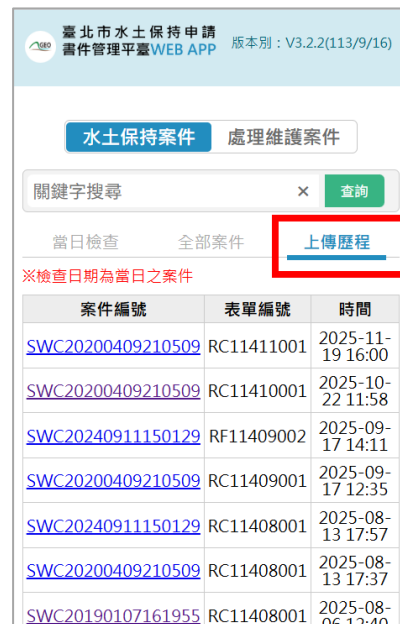 GEO
臺北市水土保持申請
書件管理平臺WEB APP
版本別：V3.2.2(113/9/16)
水土保持案件
處理維護案件
關鍵字搜尋 × 查詢
當日檢查 全部案件 上傳歷程
※檢查日期為當日之案件
案件編號 表單編號 時間
SWC20200409210509 RC11411001 2025-11-
19 16:00
SWC20200409210509 RC11410001 2025-10-
22 11:58
SWC20240911150129 RF11409002 2025-09-
17 14:11
SWC20200409210509 RC11409001 2025-09-
17 12:35
SWC20240911150129 RC11408001 2025-08-
13 17:57
SWC20200409210509 RC11408001 2025-08-
13 17:37
SWC20190107161955 RC11408001 2025-08-
06 12:40